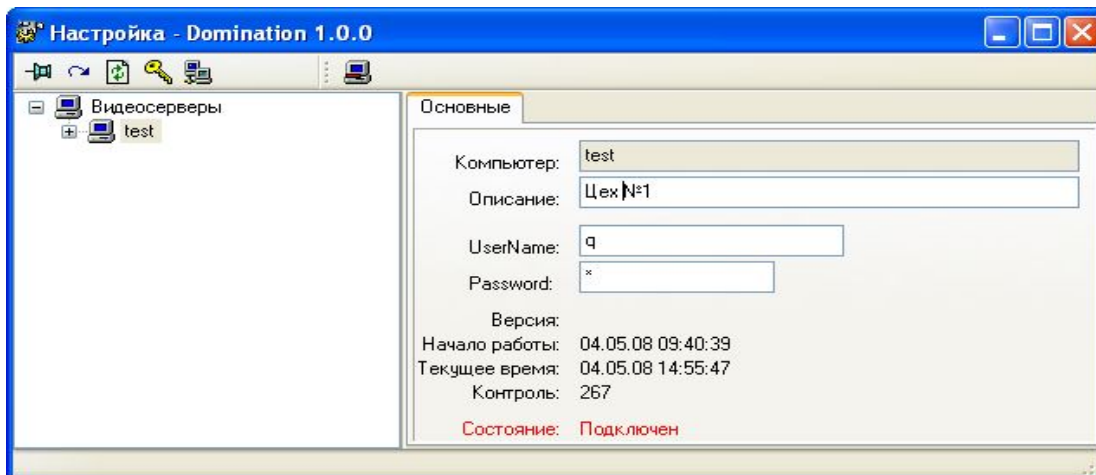 Настройка - Domination 1.0.0
Видеосерверы
test
Основные
Компьютер: test
Описание: Цех №1
UserName: q
Password: *
Версия:
Начало работы: 04.05.08 09:40:39
Текущее время: 04.05.08 14:55:47
Контроль: 267
Состояние: Подключен